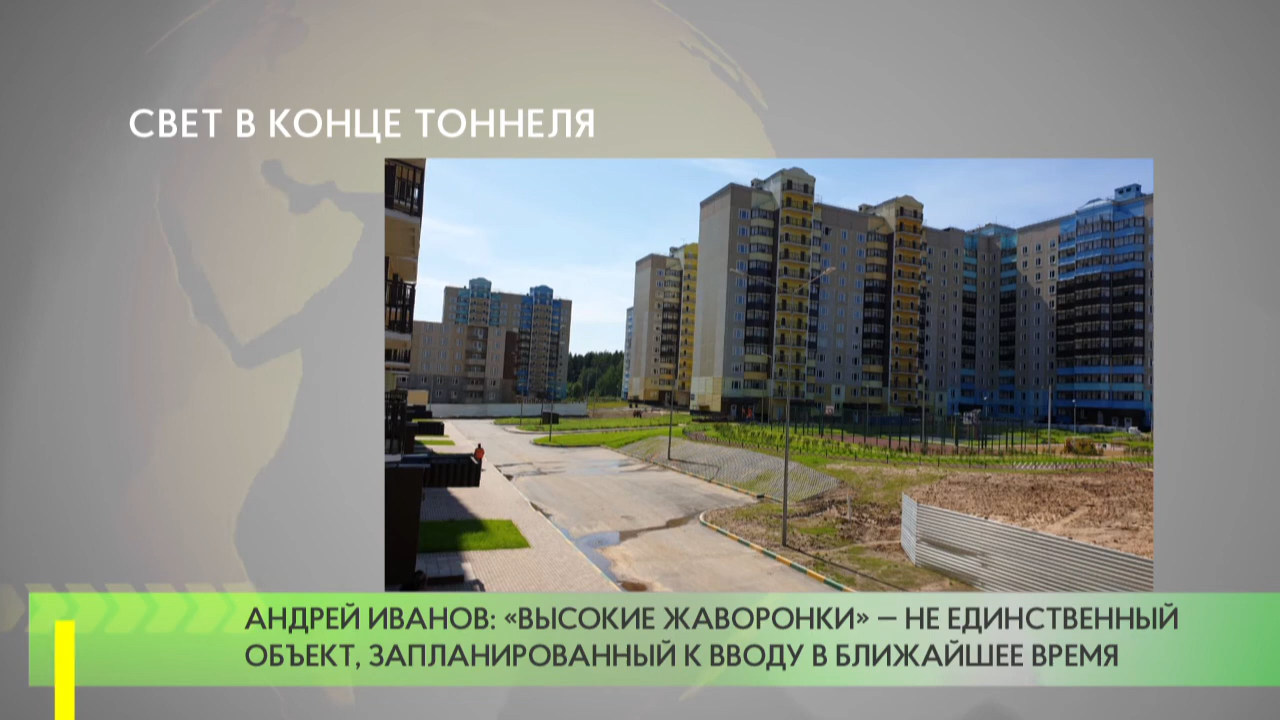 СВЕТ В КОНЦЕ ТОННЕЛЯ
АНДРЕЙ ИВАНОВ: «ВЫСОКИЕ ЖАВОРОНКИ» – НЕ ЕДИНСТВЕННЫЙ
ОБЪЕКТ, ЗАПЛАНИРОВАННЫЙ К ВВОДУ В БЛИЖАЙШЕЕ ВРЕМЯ